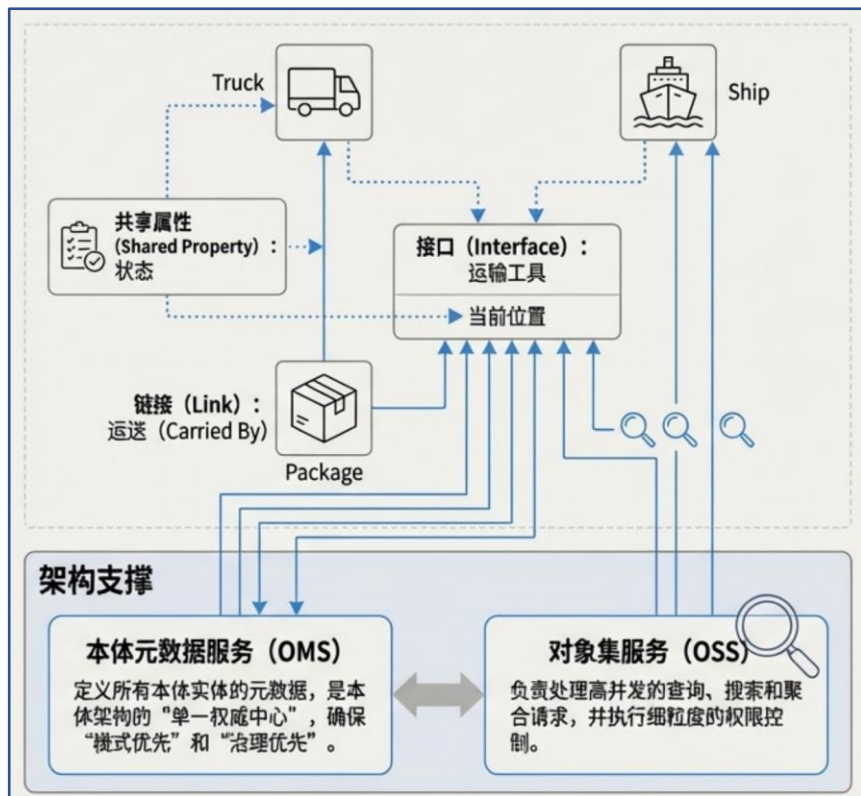 Truck
Ship
共享属性
(Shared Property)：
状态
接口（Interface）：
运输工具
当前位置
链接（Link）：
运送（Carried By）
Package
架构支撑
本体元数据服务（OMS）
定义所有本体实体的元数据，是本
体架构的“单一权威中心”，确保
“模式优先”和“治理优先”。
对象集服务（OSS）
负责处理高并发的查询、搜索和聚
合请求，并执行细粒度的权限控
制。